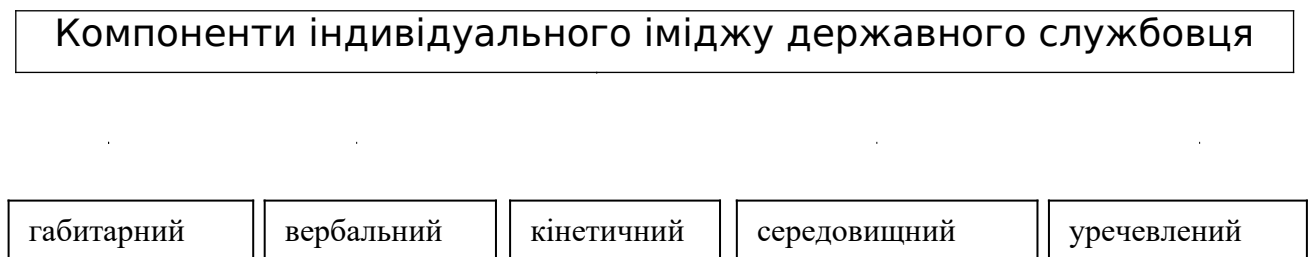 Компоненти індивідуального іміджу державного службовця
габитарний вербальний кінетичний середовищний уречевлений